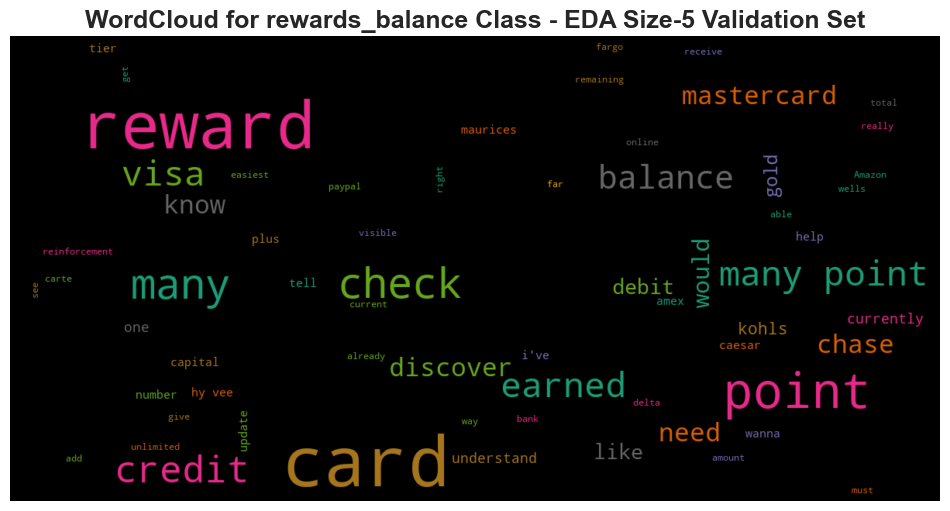 WordCloud for rewards_balance Class - EDA Size-5 Validation Set
tier
fargo
receive
get
remaining
mastercard
total
reward
maurices
really
online
visa
easiest
paypal
right
far
balance
gold
Amazon
wells
know
able
plus
visible
help
reinforcement
see
carte
many
tell
check
current
debit
amex
would
many point
one
currently
kohls
caesar
chase
capital
already
discover
i've
number
hy vee
earned
point
give
update
way
bank
delta
need
wanna
unlimited
add
credit
card
understand
like
amount
must